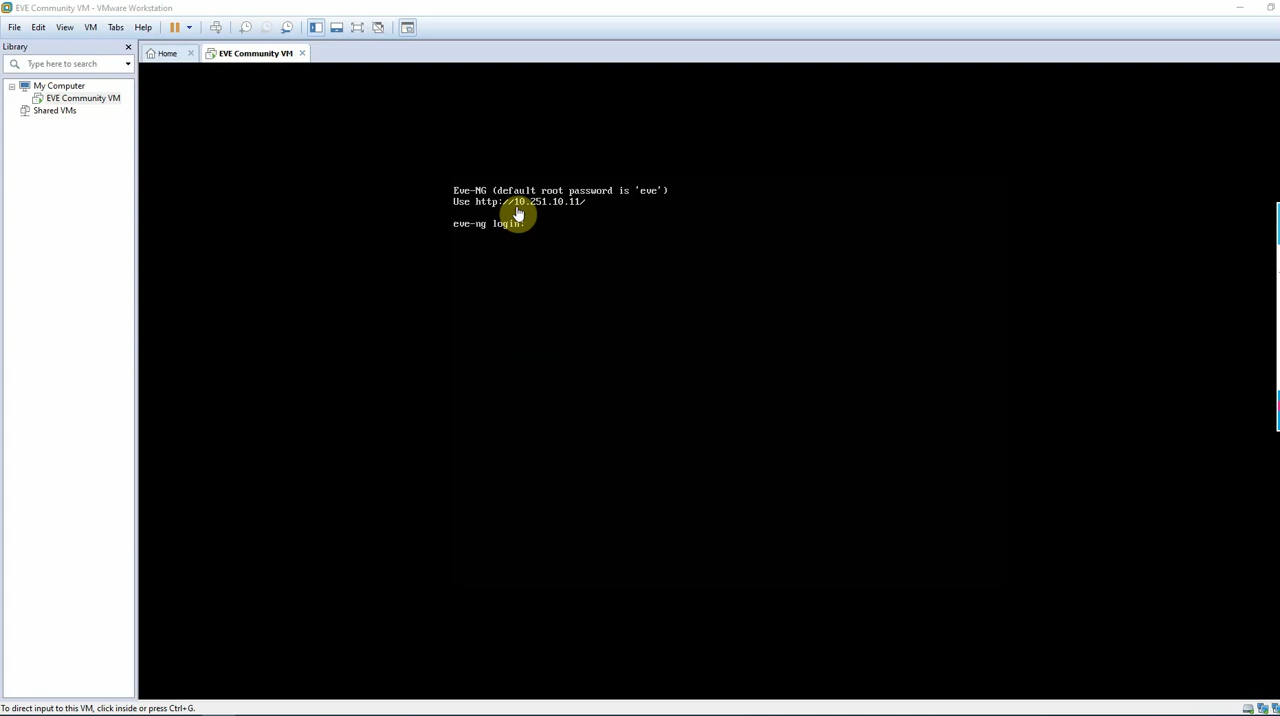 EVE Community VM - VMware Workstation
File Edit View VM Tabs Help
Library
Home
EVE Community VM
Type here to search
My Computer
EVE Community VM
Shared VMs
Eve-NG (default root password is 'eve')
Use http://10.251.10.11/
eve-ng login:
To direct input to this VM, click inside or press Ctrl+G.